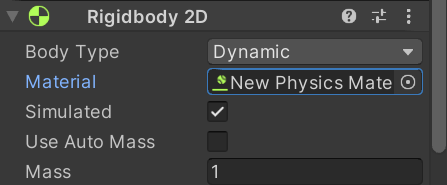 Rigidbody 2D
Body Type Dynamic
Material New Physics Mate
Simulated
Use Auto Mass
Mass 1